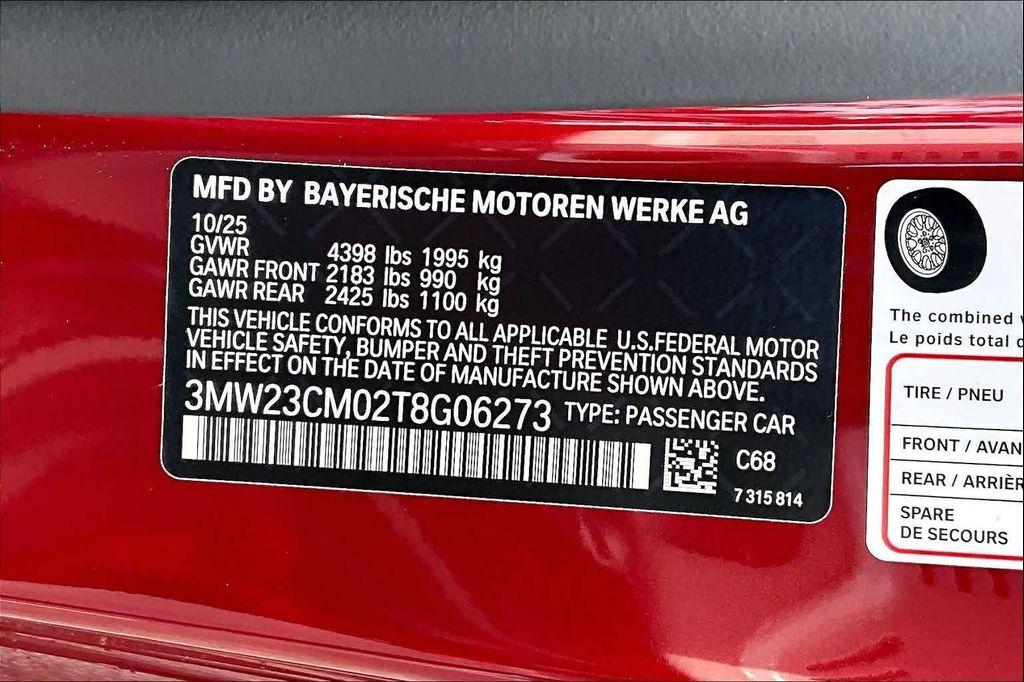 MFD BY BAYERISCHE MOTOREN WERKE AG
10/25
GVWR 4398 lbs 1995 kg
GAWR FRONT 2183 lbs 990 kg
GAWR REAR 2425 lbs 1100 kg
THIS VEHICLE CONFORMS TO ALL APPLICABLE U.S.FEDERAL MOTOR
VEHICLE SAFETY, BUMPER AND THEFT PREVENTION STANDARDS
IN EFFECT ON THE DATE OF MANUFACTURE SHOWN ABOVE.
3MW23CM02T8G06273 TYPE: PASSENGER CAR
C68
7 315 814
The combined
Le poids total
TIRE / PNEU
FRONT / AVAN
REAR / ARRIÈR
SPARE
DE SECOURS